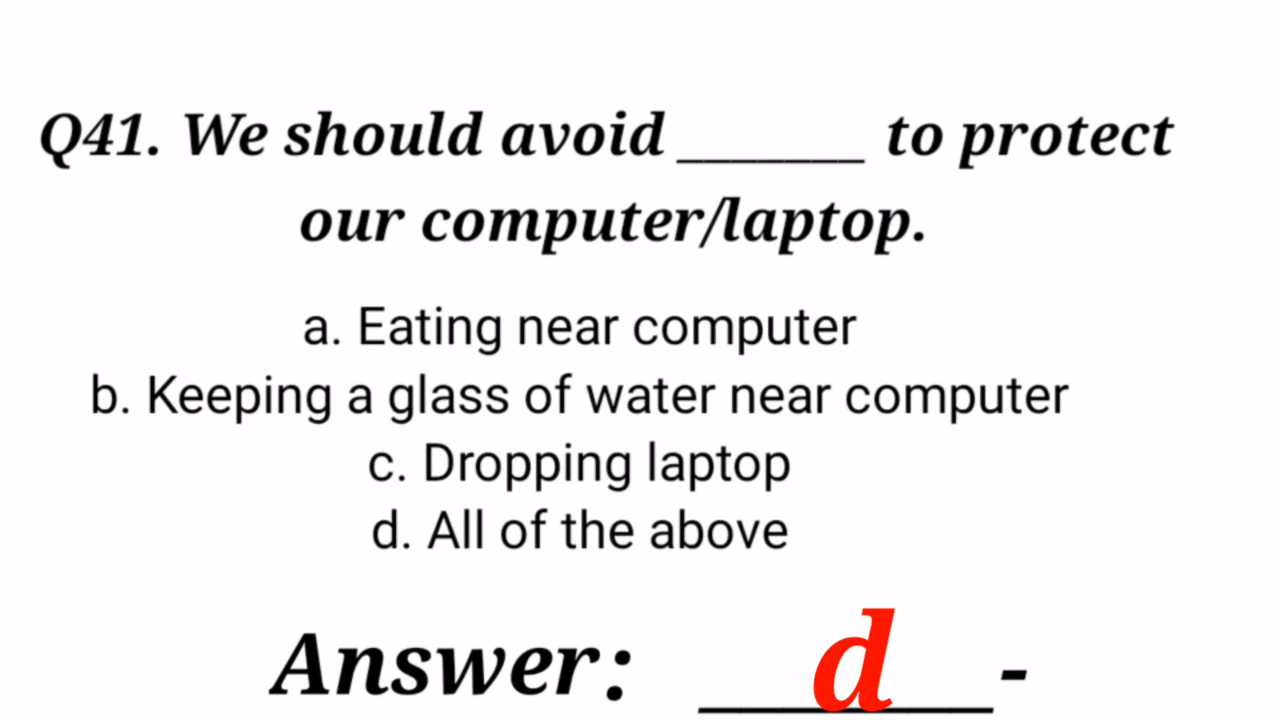 Q41. We should avoid _______ to protect
our computer/laptop.
a. Eating near computer
b. Keeping a glass of water near computer
c. Dropping laptop
d. All of the above
Answer: ___d___-